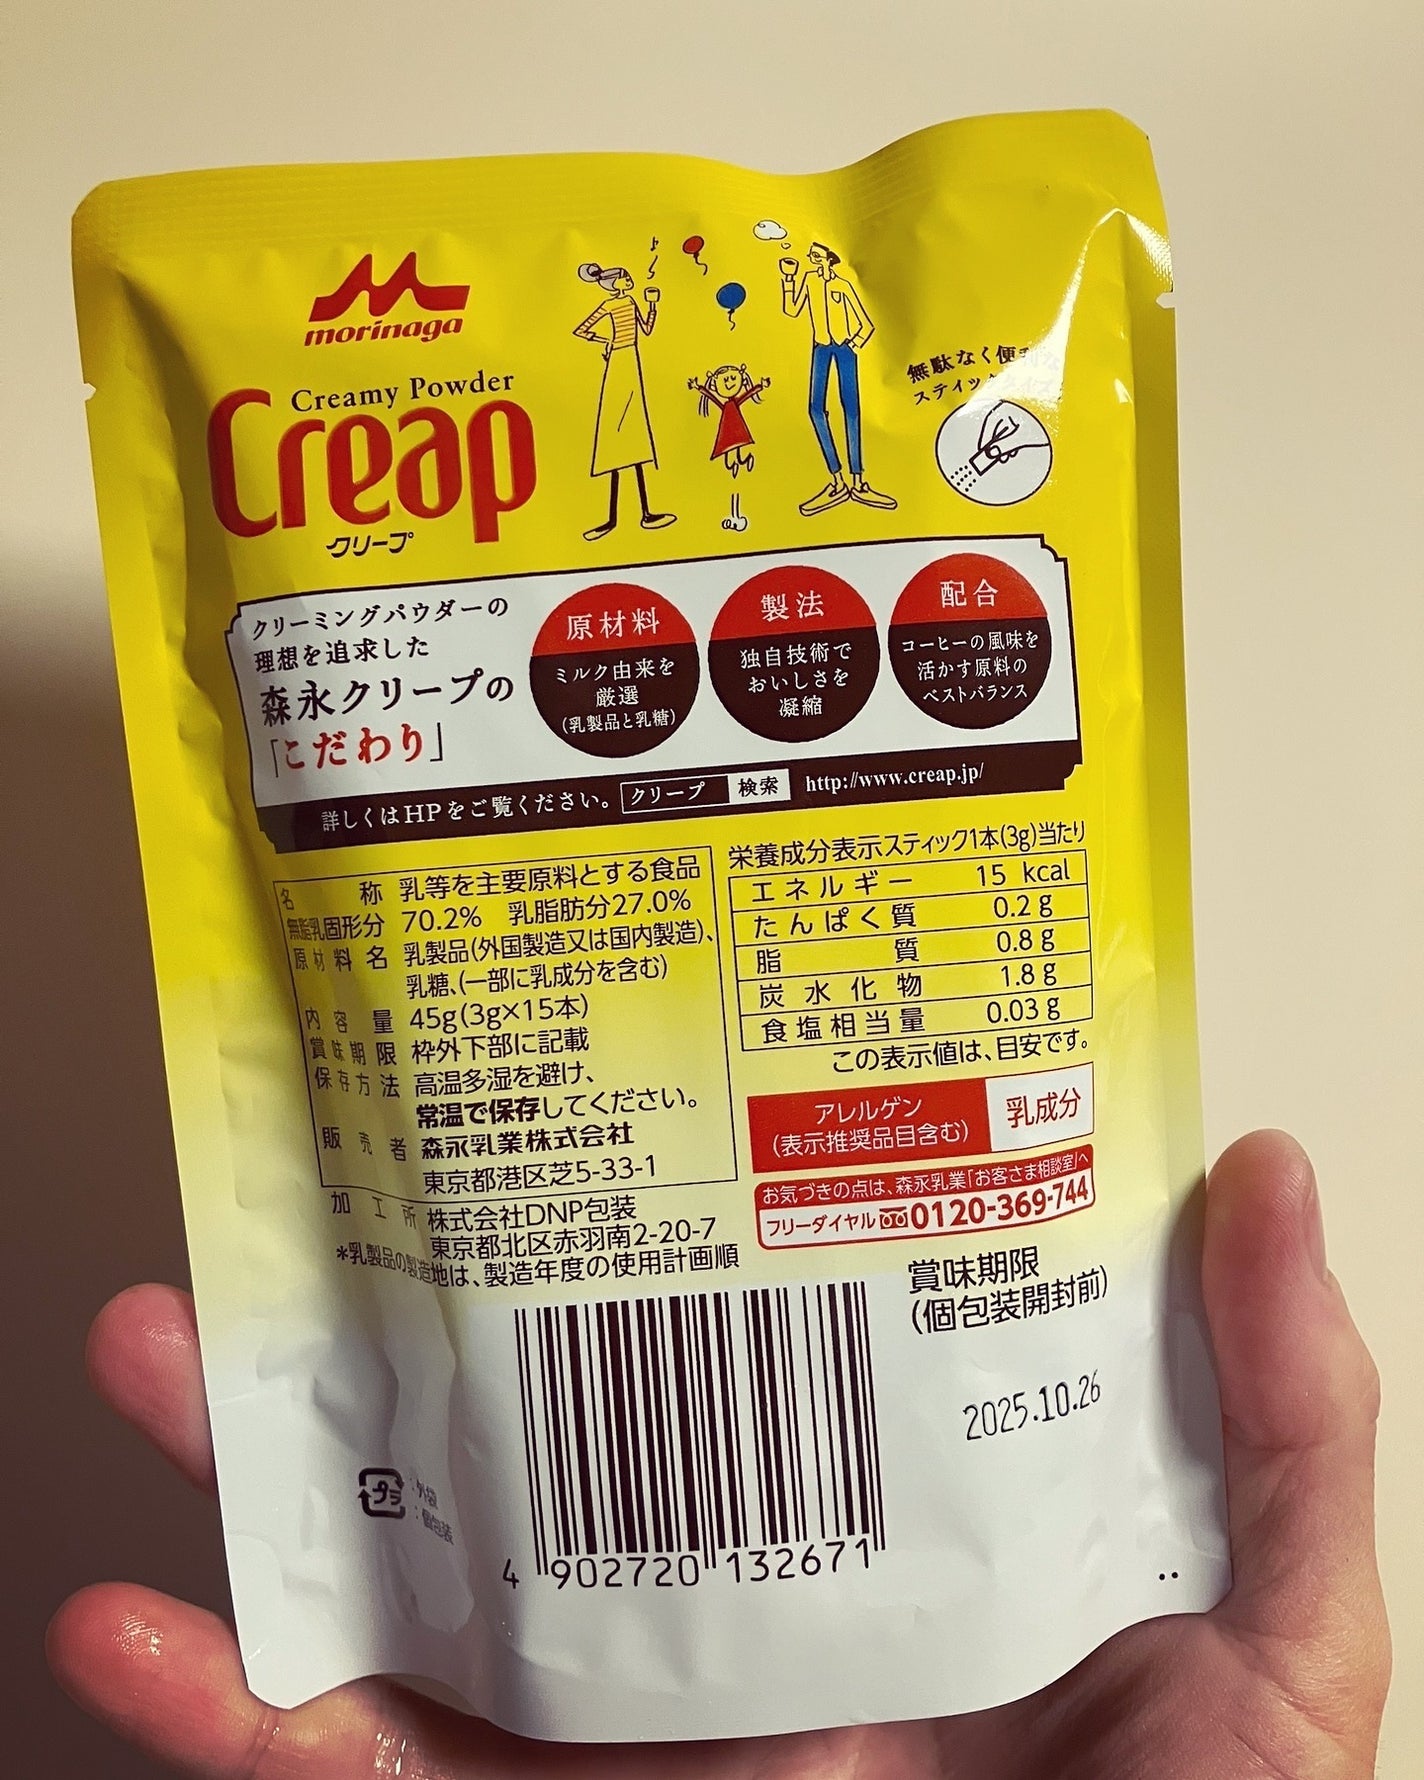 morinaga
Creamy Powder
Creap
クリープ
無駄なく便利な
スティックタイプ
クリーミングパウダーの
理想を追求した
森永クリープの
「こだわり」
原材料
ミルク由来を
厳選
(乳製品と乳糖)
製法
独自技術で
おいしさを
凝縮
配合
コーヒーの風味を
活かす原料の
ベストバランス
詳しくはHPをご覧ください。 クリープ 検索 http://www.creap.jp/
名称 乳等を主要原料とする食品
無脂乳固形分 70.2% 乳脂肪分27.0%
原材料名 乳製品(外国製造又は国内製造)、
乳糖、(一部に乳成分を含む)
内容量 45g(3g×15本)
賞味期限 枠外下部に記載
保存方法 高温多湿を避け、
常温で保存してください。
販売者 森永乳業株式会社
東京都港区芝5-33-1
加工所 株式会社DNP包装
東京都北区赤羽南2-20-7
*乳製品の製造地は、製造年度の使用計画順
栄養成分表示スティック1本(3g)当たり
エネルギー 15 kcal
たんぱく質 0.2 g
脂質 0.8 g
炭水化物 1.8 g
食塩相当量 0.03 g
この表示値は、目安です。
アレルゲン
(表示推奨品目含む)
乳成分
お気づきの点は、森永乳業「お客さま相談室」へ
フリーダイヤル 0120-369-744
賞味期限
(個包装開封前)
2025.10.26
プラ
:外袋
:個包装
4 902720 132671